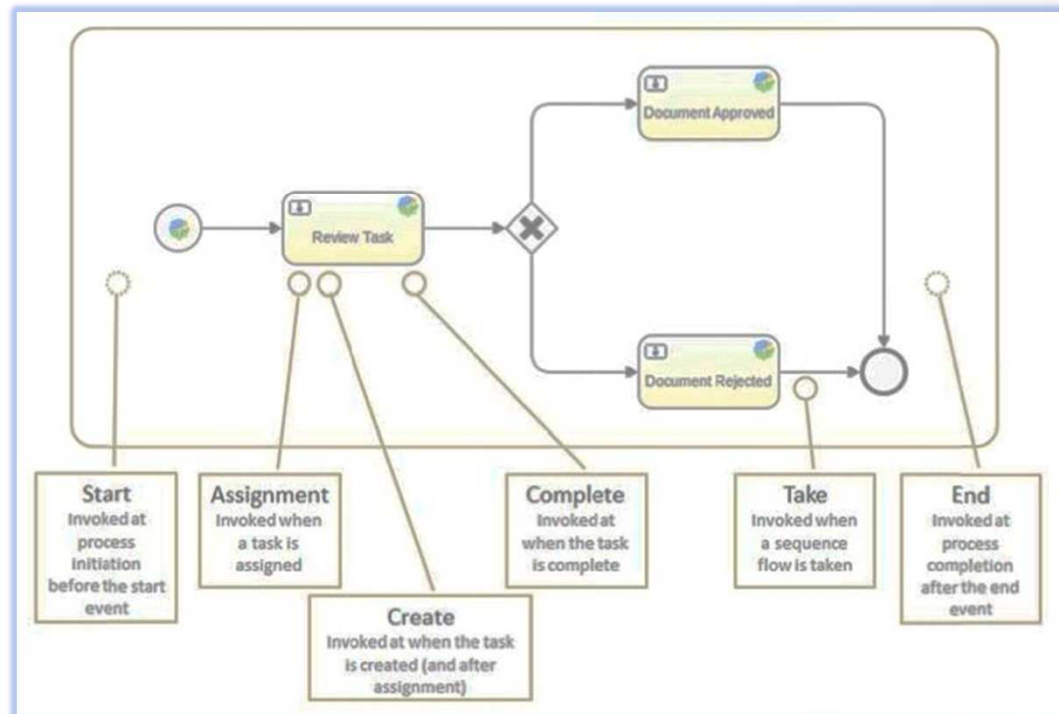 Document Approved
Review Task
Document Rejected
Start
Invoked at
process
initiation
before the start
event
Assignment
Invoked when
a task is
assigned
Create
Invoked at when the task
is created (and after
assignment)
Complete
Invoked at
when the task
is complete
Take
Invoked when
a sequence
flow is taken
End
Invoked at
process
completion
after the end
event